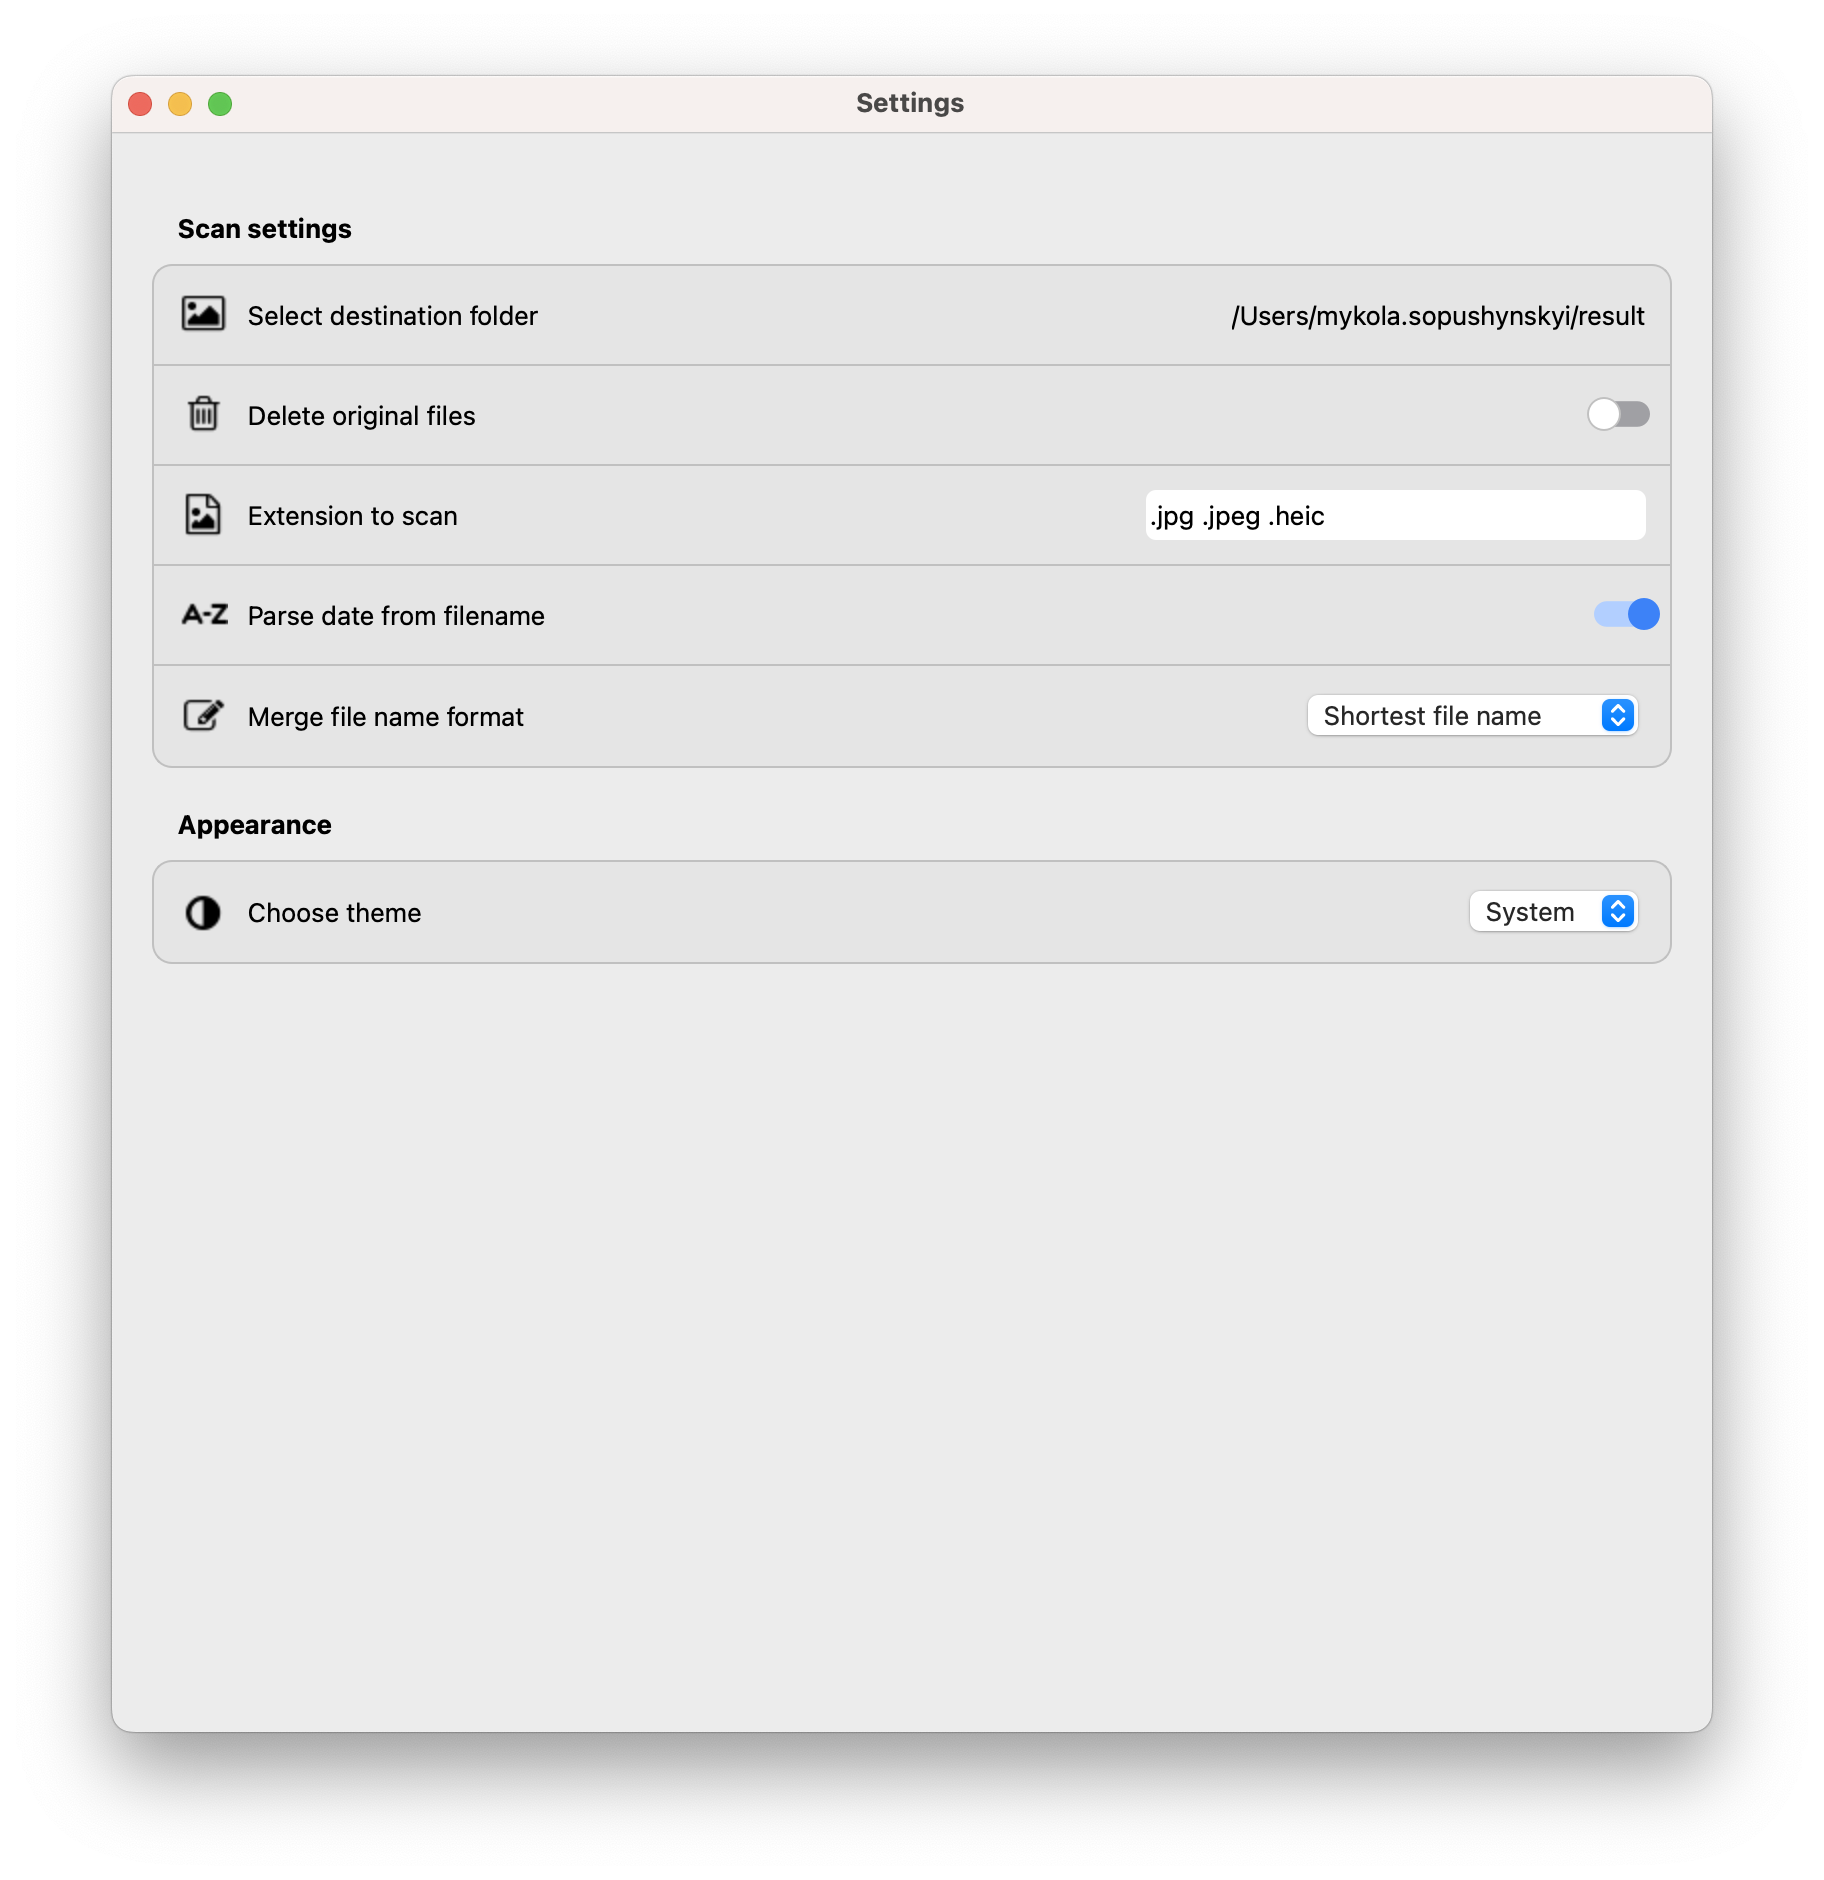 Settings
Scan settings
Select destination folder /Users/mykola.sopushynskyi/result
Delete original files
Extension to scan .jpg .jpeg .heic
A-Z Parse date from filename
Merge file name format Shortest file name
Appearance
Choose theme System